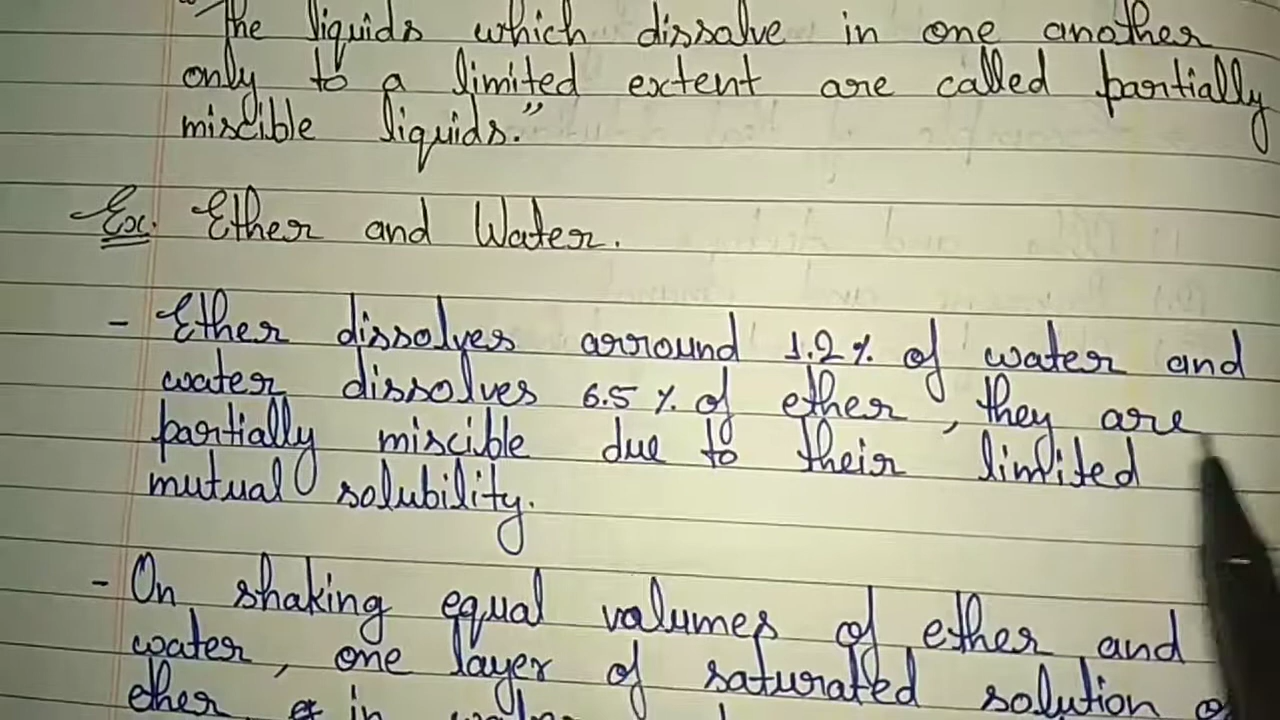 "The liquids which dissolve in one another
only to a limited extent are called partially
miscible liquids."
Ex. Ether and Water.
- Ether dissolves arround 1.2% of water and
water dissolves 6.5% of ether, they are
partially miscible due to their limited
mutual solubility.
- On shaking equal volumes of ether and
water, one layer of saturated solution of
ether in